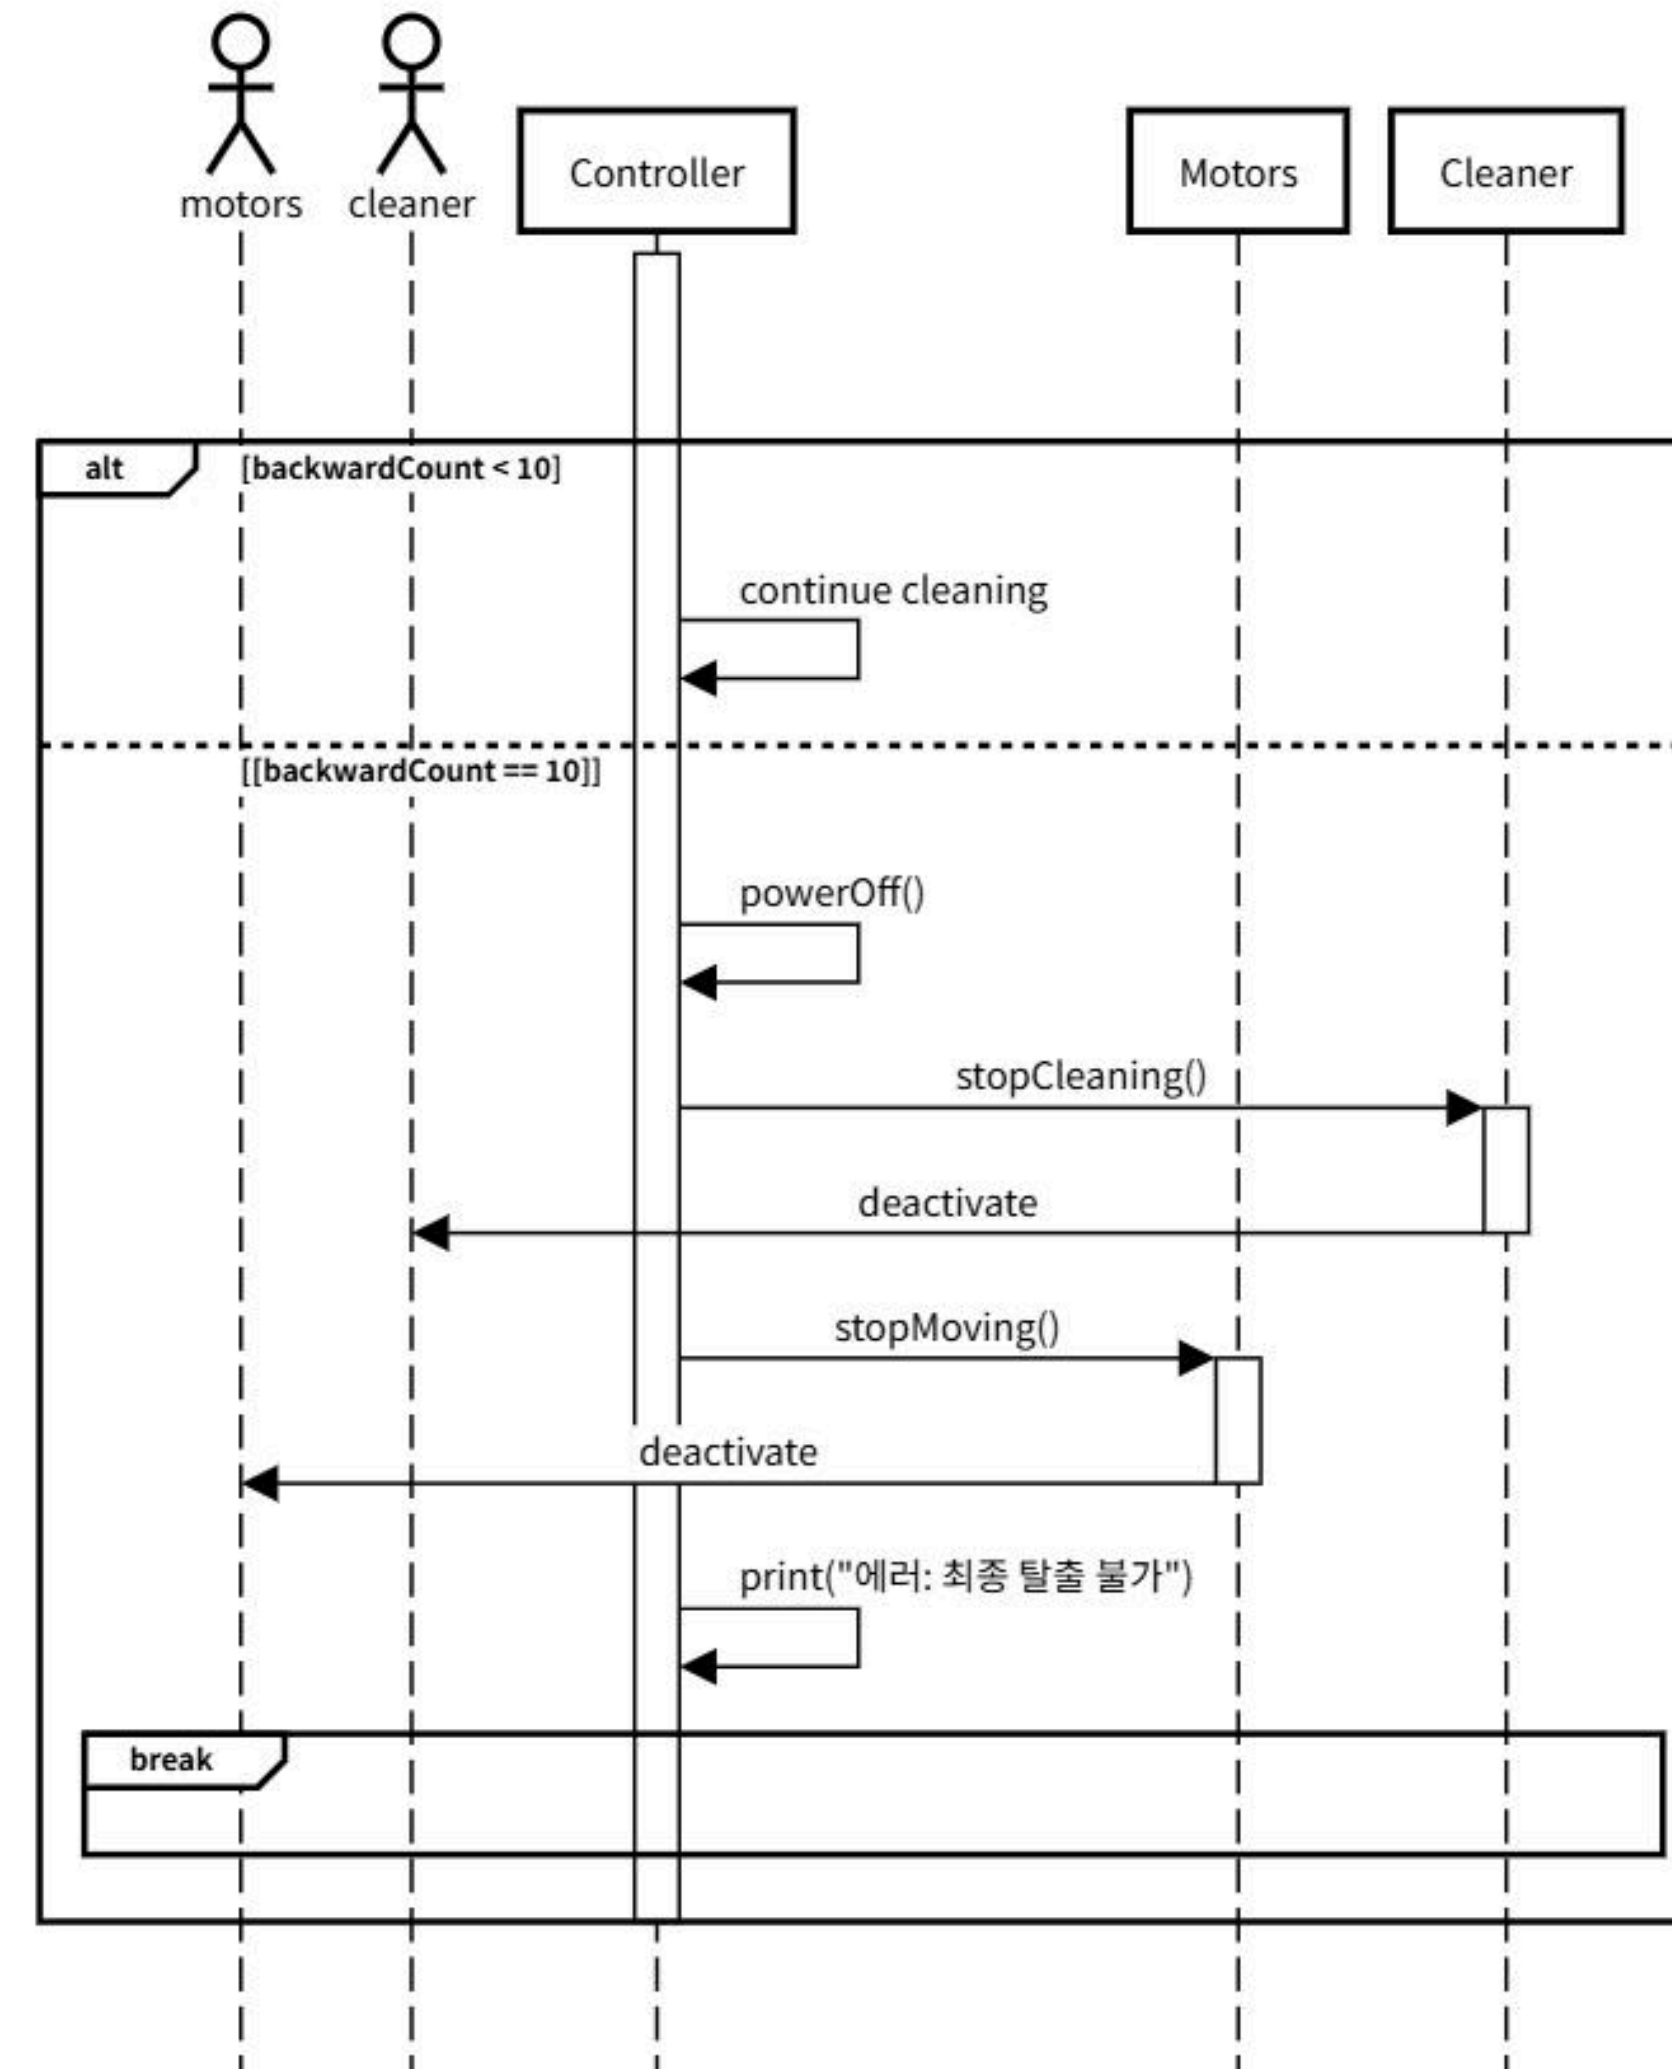 motors
cleaner
Controller
Motors
Cleaner
alt
[backwardCount < 10]
continue cleaning
[[backwardCount == 10]]
powerOff()
stopCleaning()
deactivate
stopMoving()
deactivate
print("에러: 최종 탈출 불가")
break